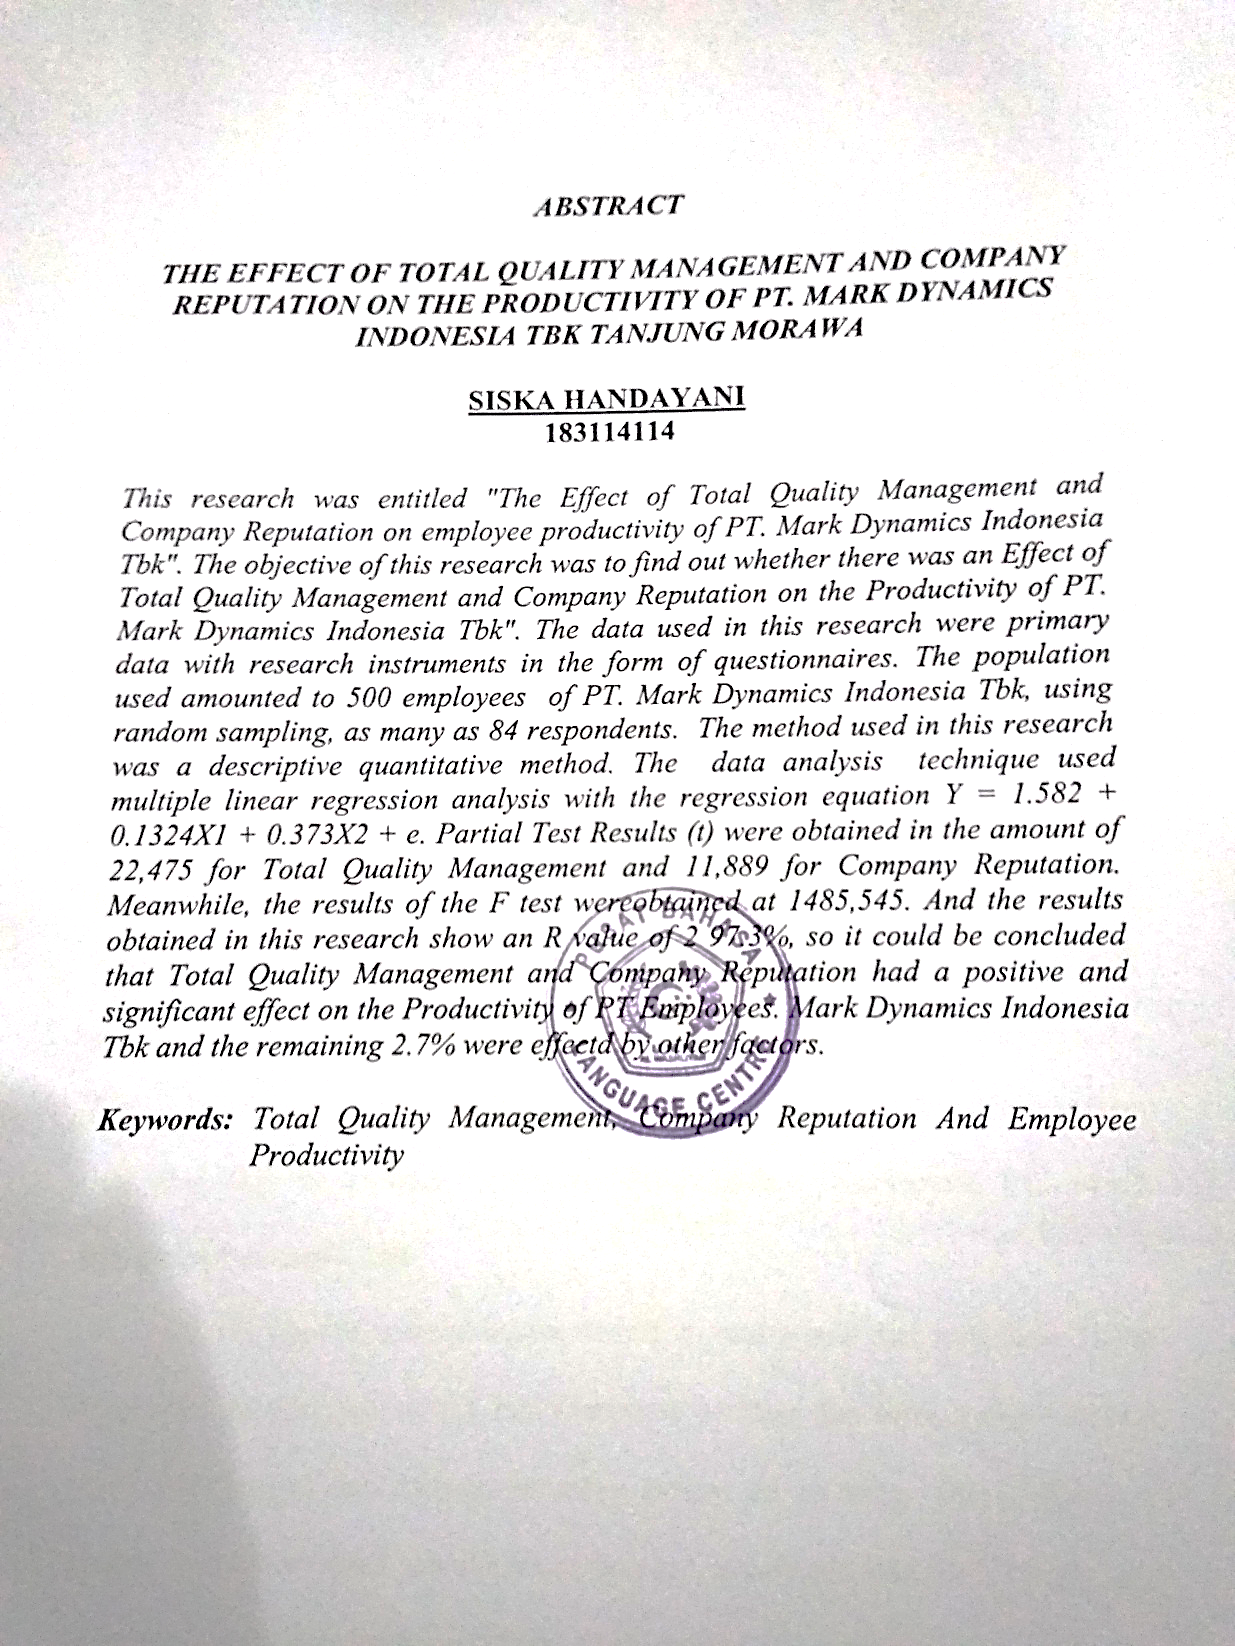 ABSTRACT
THE EFFECT OF TOTAL QUALITY MANAGEMENT AND COMPANY
REPUTATION ON THE PRODUCTIVITY OF PT. MARK DYNAMICS
INDONESIA TBK TANJUNG MORAWA
SISKA HANDAYANI
183114114
This research was entitled "The Effect of Total Quality Management and
Company Reputation on employee productivity of PT. Mark Dynamics Indonesia
Tbk". The objective of this research was to find out whether there was an Effect of
Total Quality Management and Company Reputation on the Productivity of PT.
Mark Dynamics Indonesia Tbk". The data used in this research were primary
data with research instruments in the form of questionnaires. The population
used amounted to 500 employees of PT. Mark Dynamics Indonesia Tbk, using
random sampling, as many as 84 respondents. The method used in this research
was a descriptive quantitative method. The data analysis technique used
multiple linear regression analysis with the regression equation Y = 1.582 +
0.1324X1 + 0.373X2 + e. Partial Test Results (t) were obtained in the amount of
22,475 for Total Quality Management and 11,889 for Company Reputation.
Meanwhile, the results of the F test wereobtained at 1485,545. And the results
obtained in this research show an R value of 2 97.3%, so it could be concluded
that Total Quality Management and Company Reputation had a positive and
significant effect on the Productivity of PT Employees. Mark Dynamics Indonesia
Tbk and the remaining 2.7% were effectd by other factors.
Keywords: Total Quality Management, Company Reputation And Employee
Productivity
PUSAT BAHASA
LANGUAGE CENTRE